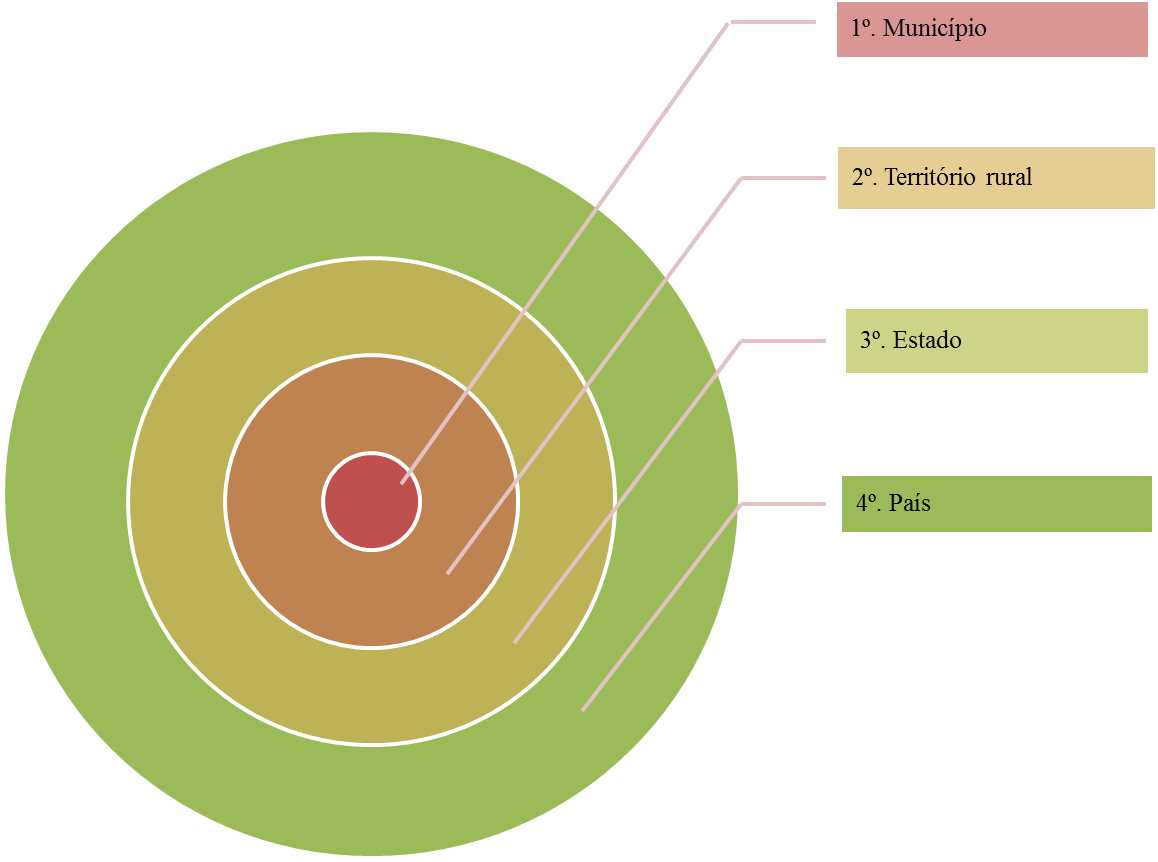 1º. Município
2º. Território rural
3º. Estado
4º. País